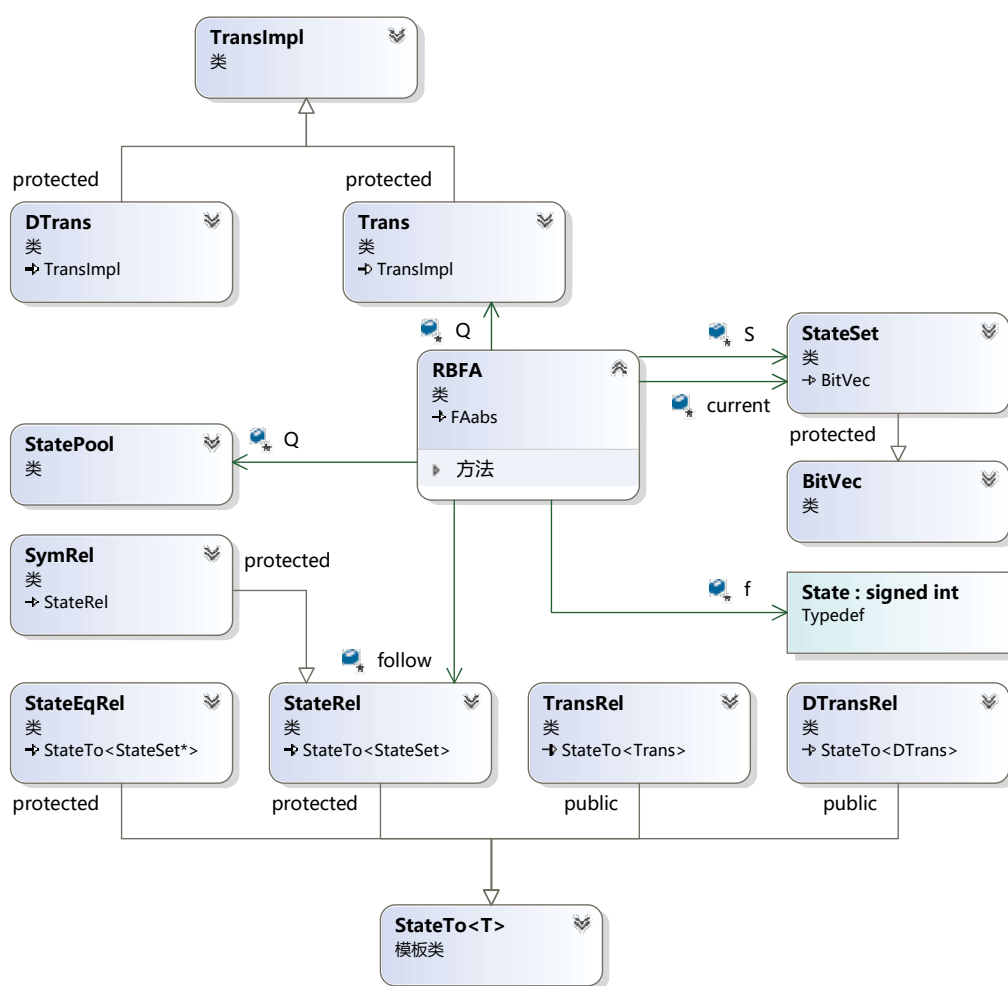 TransImpl
类
protected
protected
DTrans
类
TransImpl
Trans
类
TransImpl
Q
S
RBFA
类
FAabs
方法
current
StateSet
类
BitVec
protected
BitVec
类
Q
StatePool
类
SymRel
类
StateRel
protected
f
State : signed int
Typedef
follow
StateEqRel
类
StateTo<StateSet*>
StateRel
类
StateTo<StateSet>
TransRel
类
StateTo<Trans>
DTransRel
类
StateTo<DTrans>
protected
protected
public
public
StateTo<T>
模板类